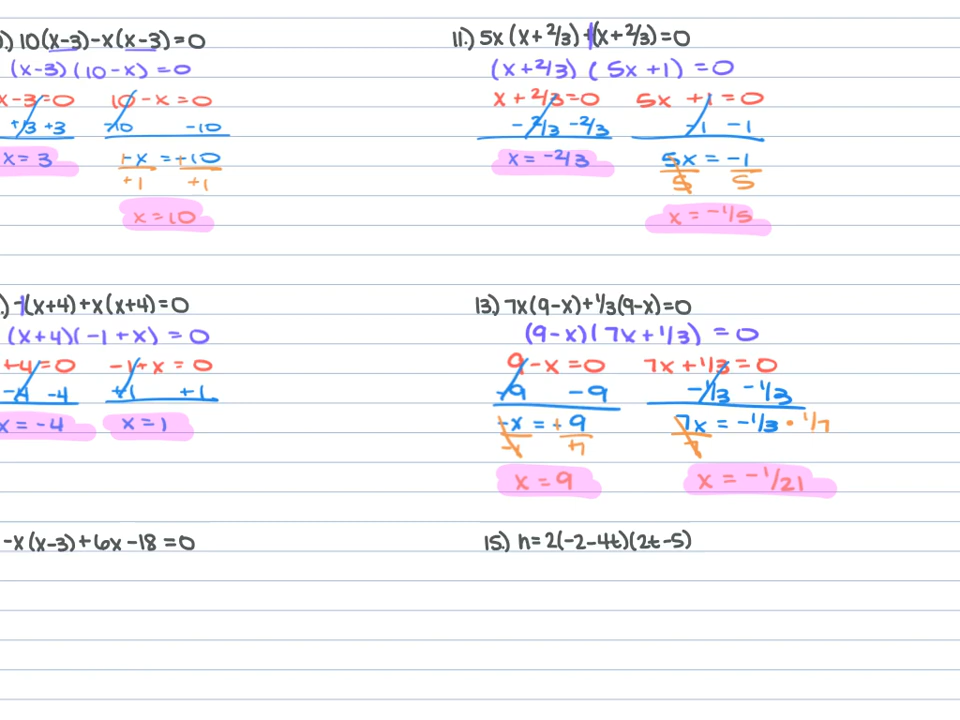 .) 10(x-3)-x(x-3)=0
(x-3)(10-x)=0
x-3=0 10-x=0
+3 +3 -10 -10
x=3 -x=+10
+1 +1
x=10
11.) 5x(x+2/3)+1(x+2/3)=0
(x+2/3)(5x+1)=0
x+2/3=0 5x+1=0
-2/3 -2/3 -1 -1
x=-2/3 5x=-1
5 5
x=-1/5
.) -1(x+4)+x(x+4)=0
(x+4)(-1+x)=0
+4=0 -1+x=0
-4 -4 +1 +1
x=-4 x=1
13.) 7x(9-x)+1/3(9-x)=0
(9-x)(7x+1/3)=0
9-x=0 7x+1/3=0
-9 -9 -1/3 -1/3
-x=+9 7x=-1/3·1/7
x=9 x=-1/21
-x(x-3)+6x-18=0
15.) h=2(-2-4t)(2t-5)